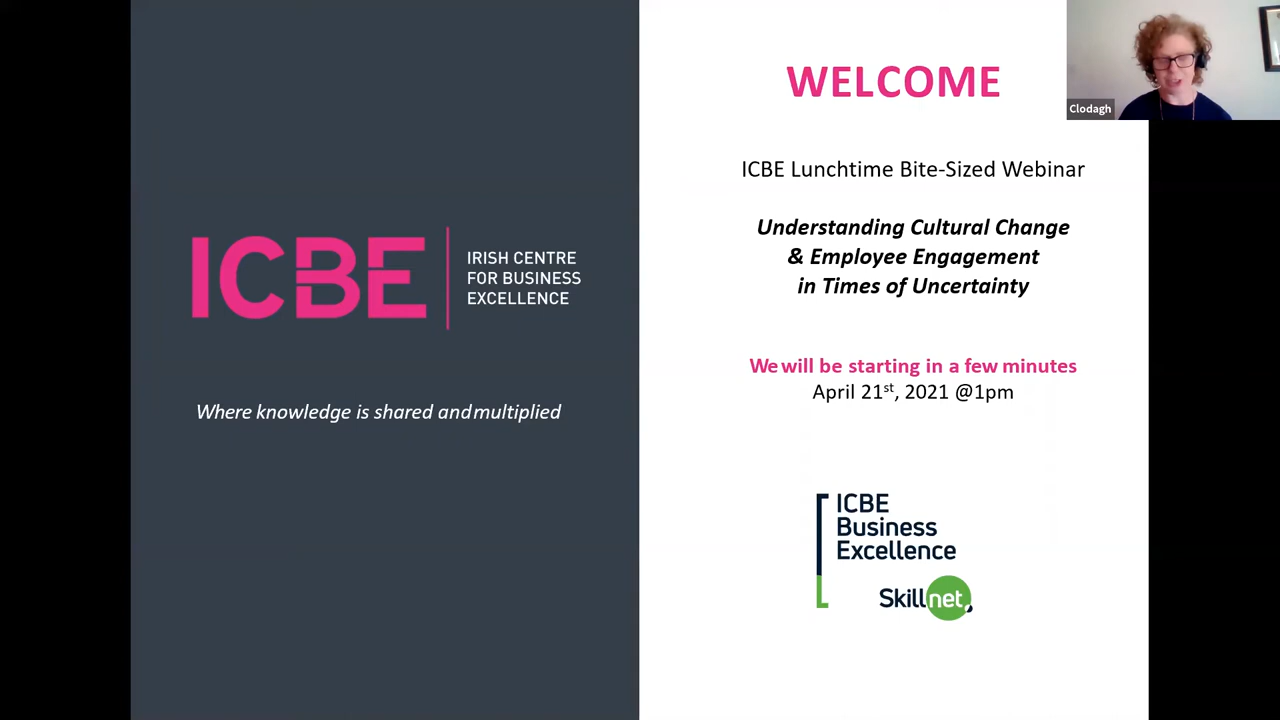 ICBE
IRISH CENTRE
FOR BUSINESS
EXCELLENCE
Where knowledge is shared and multiplied
WELCOME
Clodagh
ICBE Lunchtime Bite-Sized Webinar
Understanding Cultural Change
& Employee Engagement
in Times of Uncertainty
We will be starting in a few minutes
April 21st, 2021 @1pm
ICBE
Business
Excellence
Skillnet